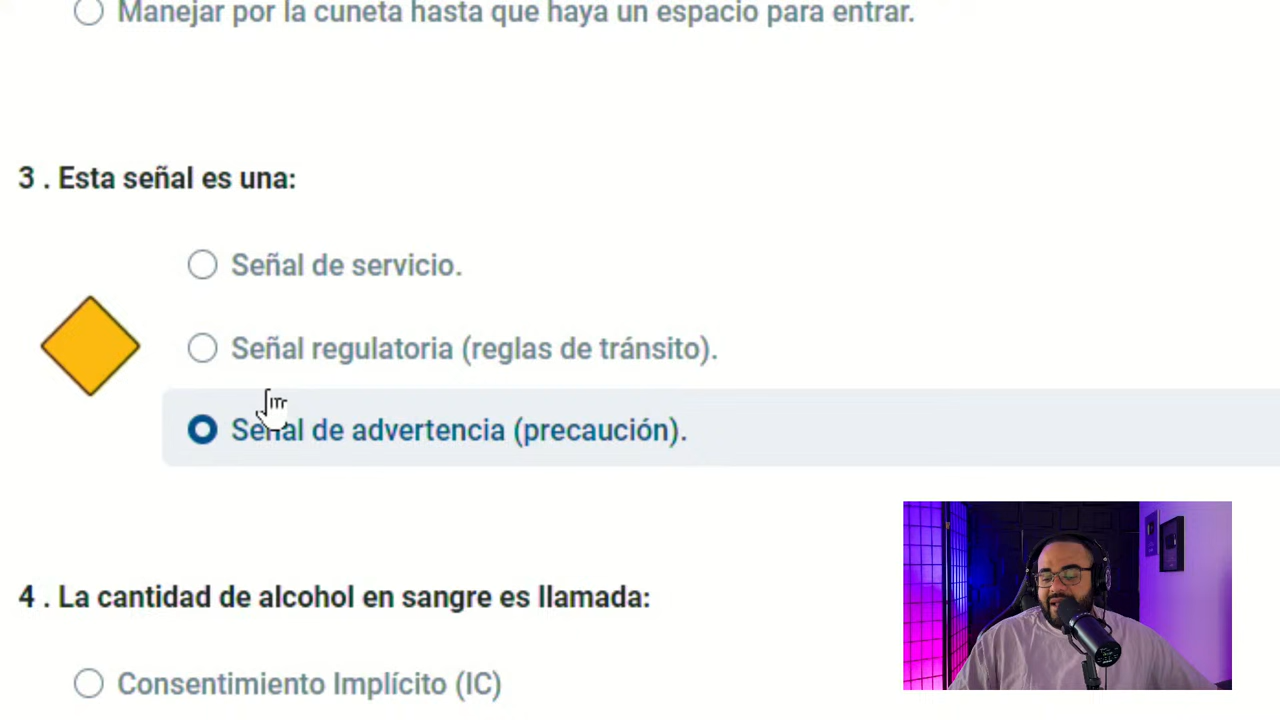 Manejar por la cuneta hasta que haya un espacio para entrar.
3 . Esta señal es una:
Señal de servicio.
Señal regulatoria (reglas de tránsito).
Señal de advertencia (precaución).
4 . La cantidad de alcohol en sangre es llamada:
Consentimiento Implícito (IC)